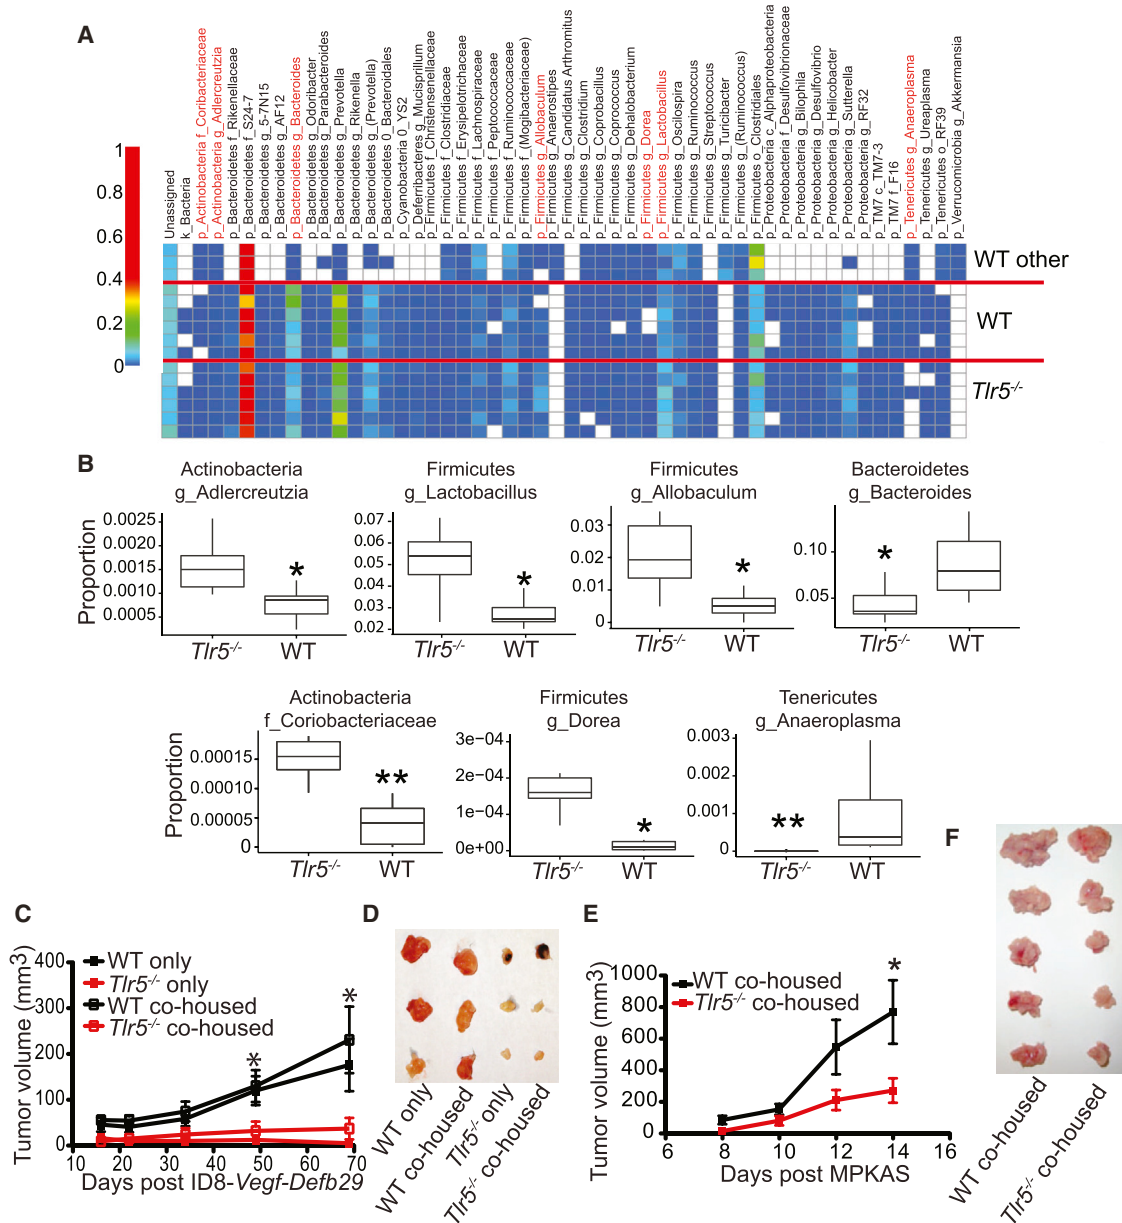 A
Unassigned
k_Bacteria
p_Actinobacteria f_Coribacteriaceae
p_Actinobacteria g_Adlercreutzia
p_Bacteroidetes f_Rikenellaceae
p_Bacteroidetes f_S24-7
p_Bacteroidetes g_5-7N15
p_Bacteroidetes g_AF12
p_Bacteroidetes g_Bacteroides
p_Bacteroidetes g_Odoribacter
p_Bacteroidetes g_Parabacteroides
p_Bacteroidetes g_Prevotella
p_Bacteroidetes g_Rikenella
p_Bacteroidetes g_(Prevotella)
p_Bacteroidetes 0_Bacteroidales
p_Cyanobacteria 0_YS2
p_Deferribacteres g_Mucisprillum
p_Firmicutes f_Christensenellaceae
p_Firmicutes f_Clostridiaceae
p_Firmicutes f_Erysipelotrichaceae
p_Firmicutes f_Lachnospiraceae
p_Firmicutes f_Peptococcaceae
p_Firmicutes f_Ruminococcaceae
p_Firmicutes f_(Mogibacteriaceae)
p_Firmicutes g_Allobaculum
p_Firmicutes g_Anaerostipes
p_Firmicutes g_Candidatus Arthromitus
p_Firmicutes g_Clostridium
p_Firmicutes g_Coprobacillus
p_Firmicutes g_Coprococcus
p_Firmicutes g_Dehalobacterium
p_Firmicutes g_Dorea
p_Firmicutes g_Lactobacillus
p_Firmicutes g_Oscilospira
p_Firmicutes g_Ruminococcus
p_Firmicutes g_Streptococcus
p_Firmicutes g_Turicibacter
p_Firmicutes g_(Ruminococcus)
p_Firmicutes o_Clostridiales
p_Proteobacteria c_Alphaproteobacteria
p_Proteobacteria f_Desulfovibrionaceae
p_Proteobacteria g_Bilophila
p_Proteobacteria g_Desulfovibrio
p_Proteobacteria g_Helicobacter
p_Proteobacteria g_Sutterella
p_Proteobacteria g_RF32
p_TM7 c_TM7-3
p_TM7 f_F16
p_Tenericutes g_Anaeroplasma
p_Tenericutes g_Ureaplasma
p_Tenericutes o_RF39
p_Verrucomicrobia g_Akkermansia
1
0.8
0.6
0.4
0.2
0
WT other
WT
Tlr5-/-
B
Actinobacteria
g_Adlercreutzia
Proportion
0.0025
0.0020
0.0015
0.0010
0.0005
*
Tlr5-/- WT
Firmicutes
g_Lactobacillus
0.07
0.06
0.05
0.04
0.03
0.02
*
Tlr5-/- WT
Firmicutes
g_Allobaculum
0.03
0.02
0.01
0
*
Tlr5-/- WT
Bacteroidetes
g_Bacteroides
0.10
0.05
*
Tlr5-/- WT
Actinobacteria
f_Coriobacteriaceae
Proportion
0.00015
0.00010
0.00005
0
**
Tlr5-/- WT
Firmicutes
g_Dorea
3e−04
2e−04
1e−04
0e+00
*
Tlr5-/- WT
Tenericutes
g_Anaeroplasma
0.003
0.002
0.001
0
**
Tlr5-/- WT
C
Tumor volume (mm3)
400
300
200
100
0
WT only
Tlr5-/- only
WT co-housed
Tlr5-/- co-housed
*
*
10 20 30 40 50 60 70
Days post ID8-Vegf-Defb29
D
WT only
WT co-housed
Tlr5-/- only
Tlr5-/- co-housed
E
Tumor volume (mm3)
1000
800
600
400
200
0
WT co-housed
Tlr5-/- co-housed
*
6 8 10 12 14 16
Days post MPKAS
F
WT co-housed
Tlr5-/- co-housed